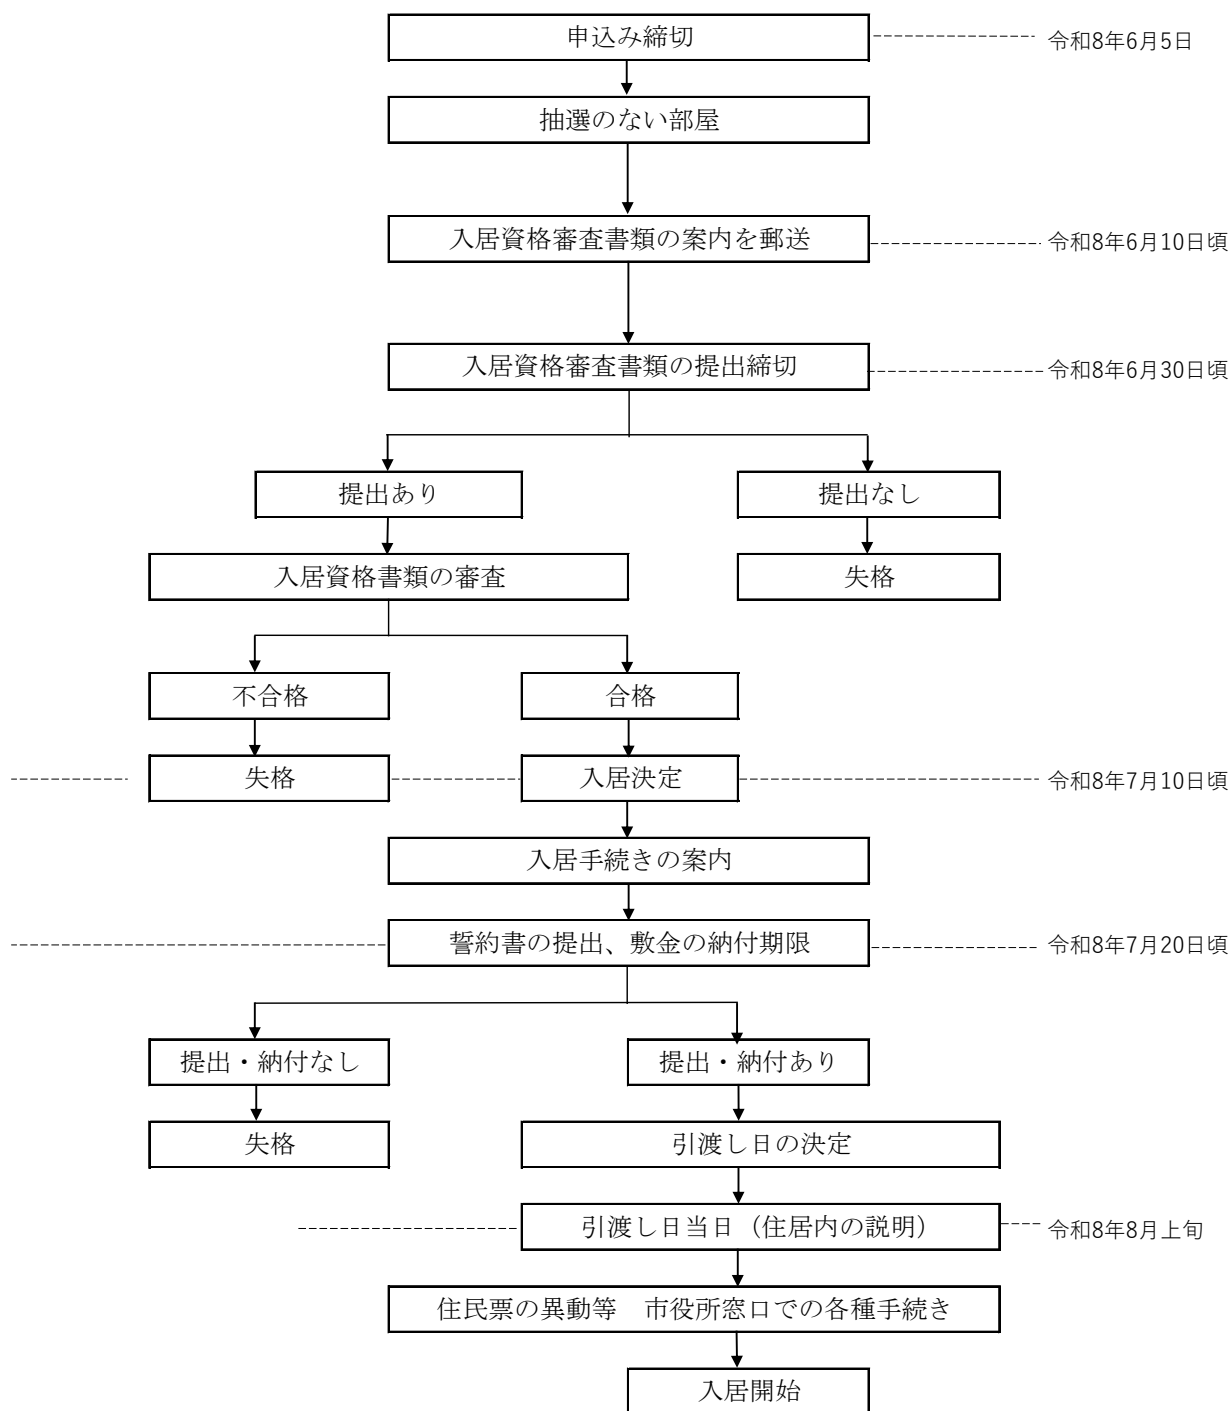 申込み締切
令和8年6月5日
抽選のない部屋
入居資格審査書類の案内を郵送
令和8年6月10日頃
入居資格審査書類の提出締切
令和8年6月30日頃
提出あり
提出なし
入居資格書類の審査
失格
不合格
合格
失格
入居決定
令和8年7月10日頃
入居手続きの案内
誓約書の提出、敷金の納付期限
令和8年7月20日頃
提出・納付なし
提出・納付あり
失格
引渡し日の決定
引渡し日当日（住居内の説明）
令和8年8月上旬
住民票の異動等　市役所窓口での各種手続き
入居開始